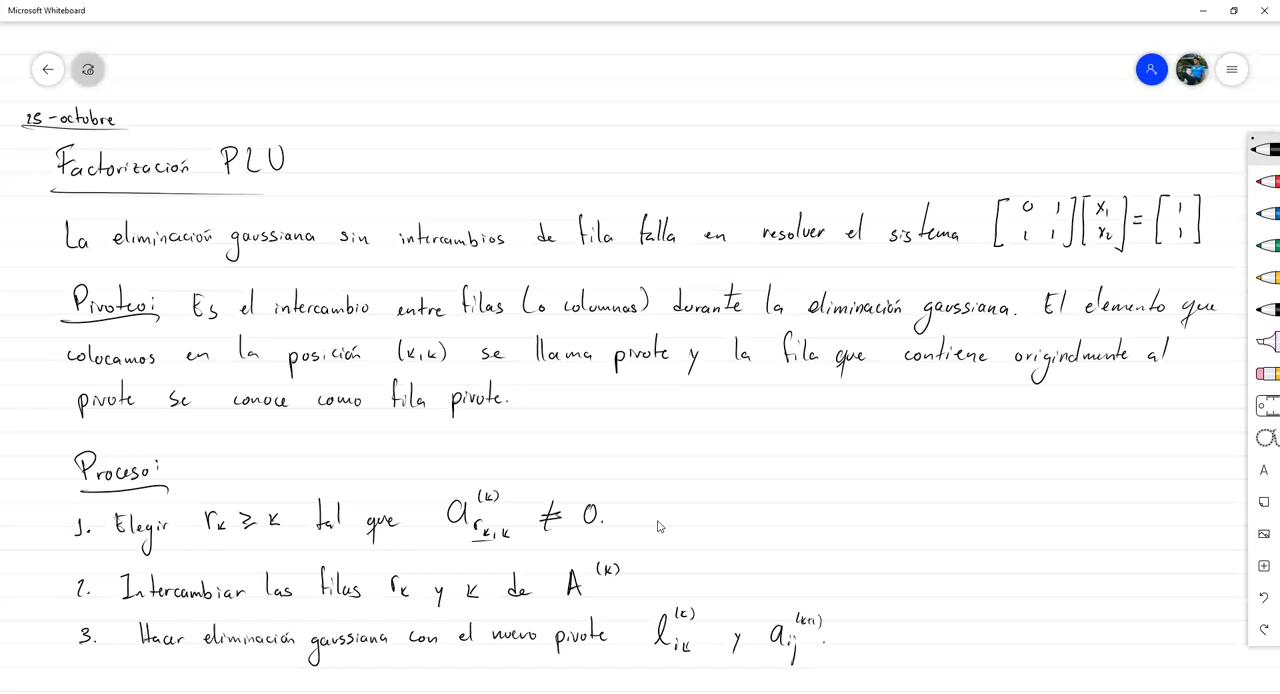 Microsoft Whiteboard
25-octubre
Factorización PLU
La eliminación gaussiana sin intercambios de fila falla en resolver el sistema [0 1; 1 1][x₁; x₂] = [1; 1]
Pivoteo: Es el intercambio entre filas (o columnas) durante la eliminación gaussiana. El elemento que
colocamos en la posición (k,k) se llama pivote y la fila que contiene originalmente al
pivote se conoce como fila pivote.
Proceso:
1. Elegir rₖ ≥ k tal que a_{rₖ,k}^{(k)} ≠ 0.
2. Intercambiar las filas rₖ y k de A^{(k)}
3. Hacer eliminación gaussiana con el nuevo pivote l_{ik}^{(k)} y a_{ij}^{(k+1)}.
A